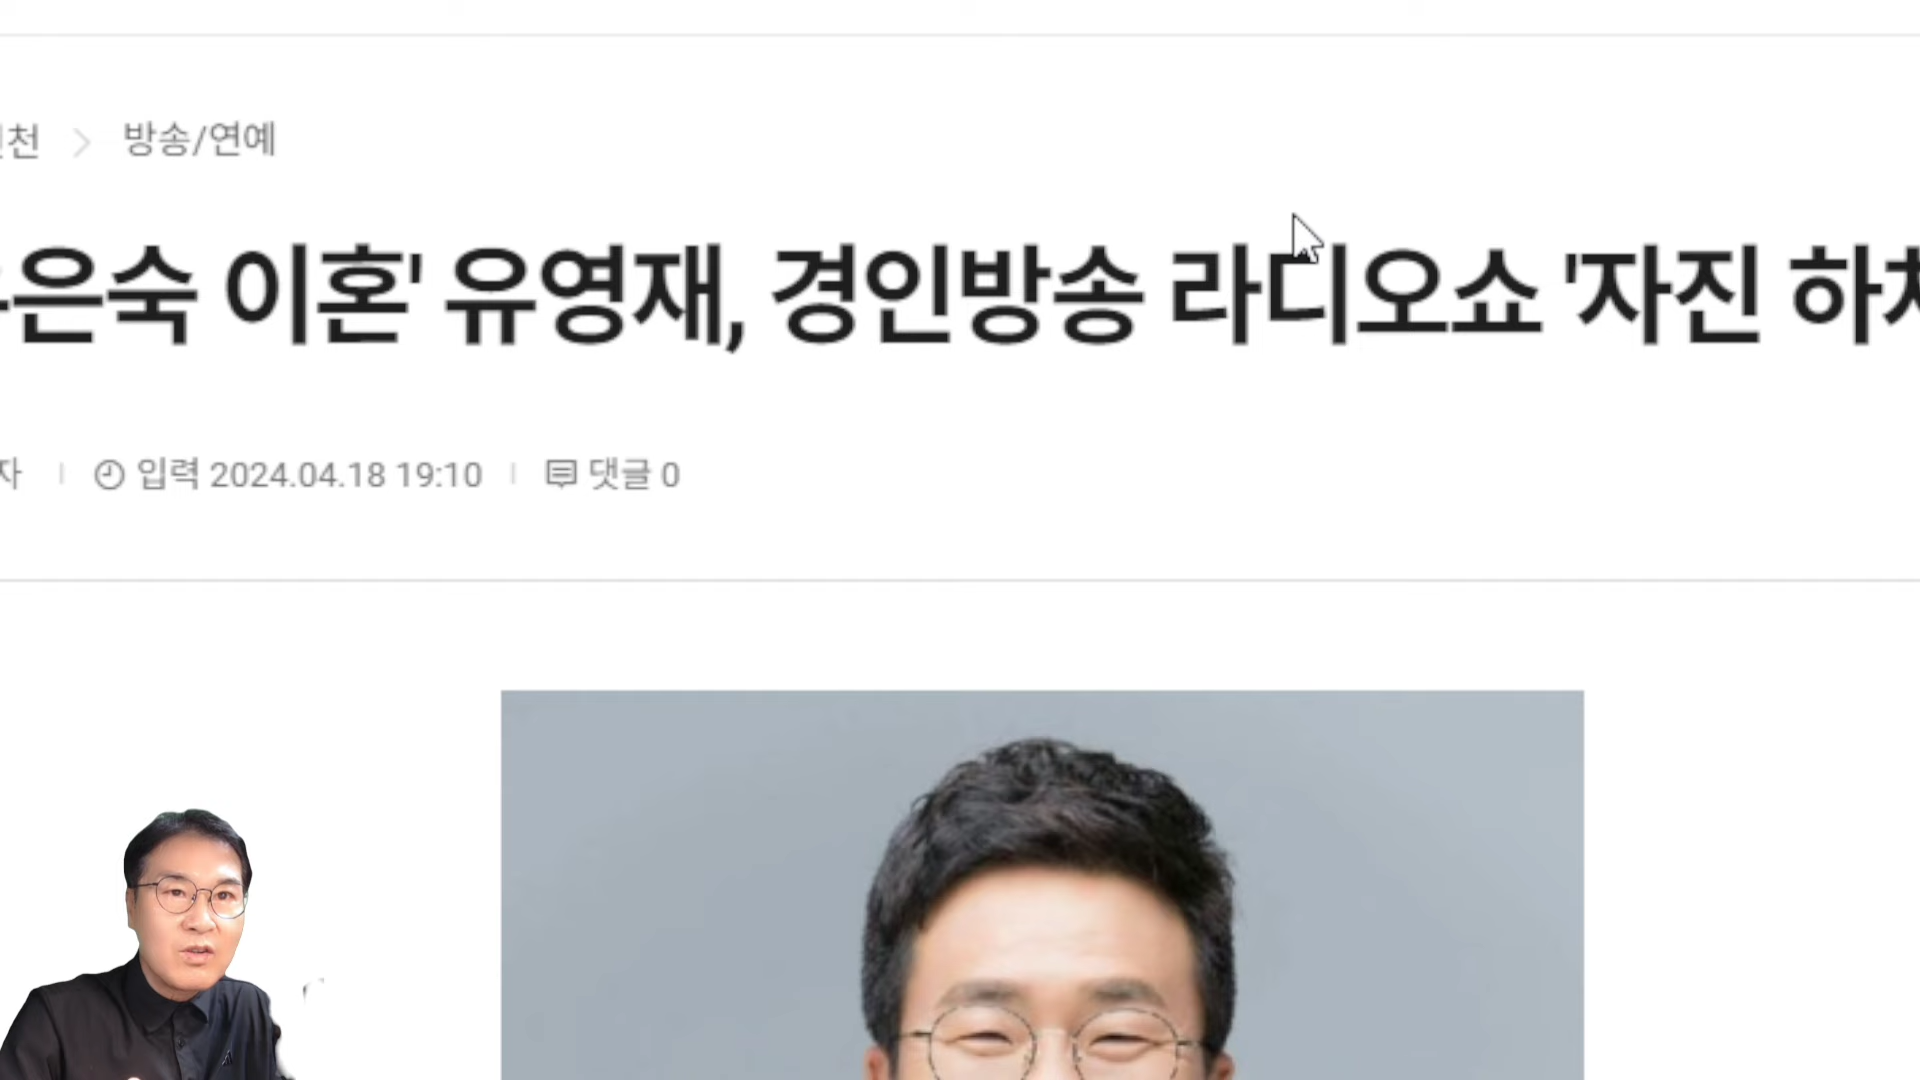 천 > 방송/연예
은숙 이혼' 유영재, 경인방송 라디오쇼 '자진 하차
자 | 입력 2024.04.18 19:10 | 댓글 0